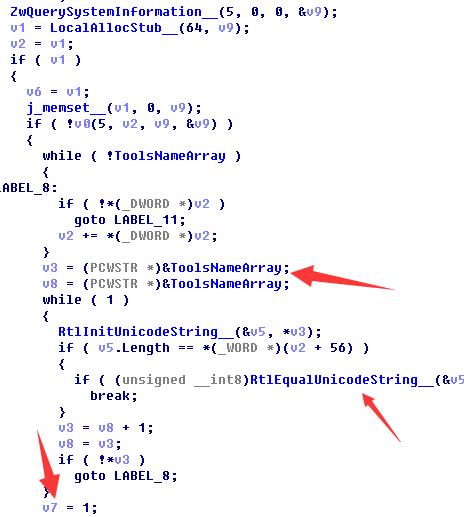 ZwQuerySystemInformation__(5, 0, 0, &v9);
v1 = LocalAllocStub__(64, v9);
v2 = v1;
if ( v1 )
{
v6 = v1;
j_memset__(v1, 0, v9);
if ( !v0(5, v2, v9, &v9) )
{
while ( !ToolsNameArray )
{
ABEL_8:
if ( !*(_DWORD *)v2 )
goto LABEL_11;
v2 += *(_DWORD *)v2;
}
v3 = (PCWSTR *)&ToolsNameArray;
v8 = (PCWSTR *)&ToolsNameArray;
while ( 1 )
{
RtlInitUnicodeString__(&v5, *v3);
if ( v5.Length == *(_WORD *)(v2 + 56) )
{
if ( (unsigned __int8)RtlEqualUnicodeString__(&v5
break;
}
v3 = v8 + 1;
v8 = v3;
if ( !*v3 )
goto LABEL_8;
}
v7 = 1;